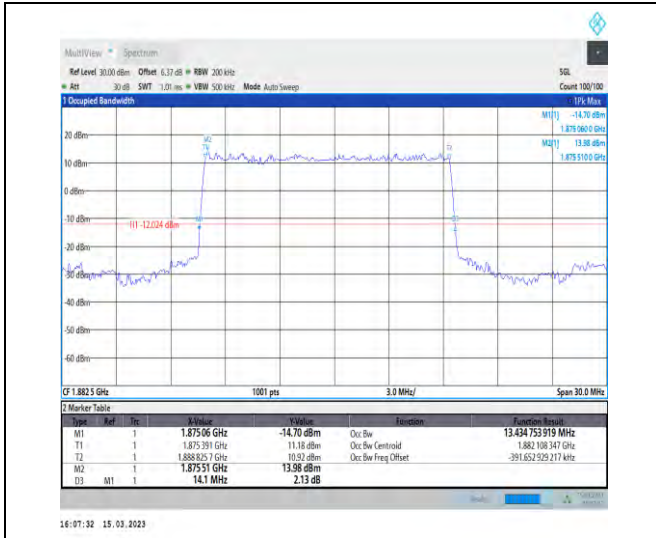 MultiView Spectrum
Ref Level 30.00 dBm Offset 6.37 dB RBW 200 kHz SGL
Att 30 dB SWT 1.01 ms VBW 500 kHz Mode Auto Sweep Count 100/100
1 Occupied Bandwidth 1Pk Max
M1[1] -14.70 dBm
1.875 060 0 GHz
M2[1] 13.98 dBm
1.875 510 0 GHz
M2
T1
T2
20 dBm
10 dBm
0 dBm
-10 dBm
M1
D3
H1 -12.024 dBm
-20 dBm
-30 dBm
-40 dBm
-50 dBm
-60 dBm
CF 1.882 5 GHz 1001 pts 3.0 MHz/ Span 30.0 MHz
2 Marker Table
Type Ref Trc X-Value Y-Value Function Function Result
M1 1 1.875 06 GHz -14.70 dBm Occ Bw 13.434 753 919 MHz
T1 1 1.875 391 GHz 11.18 dBm Occ Bw Centroid 1.882 108 347 GHz
T2 1 1.888 825 7 GHz 10.92 dBm Occ Bw Freq Offset -391.652 929 217 kHz
M2 1 1.875 51 GHz 13.98 dBm
D3 M1 1 14.1 MHz 2.13 dB
16:07:32 15.03.2023